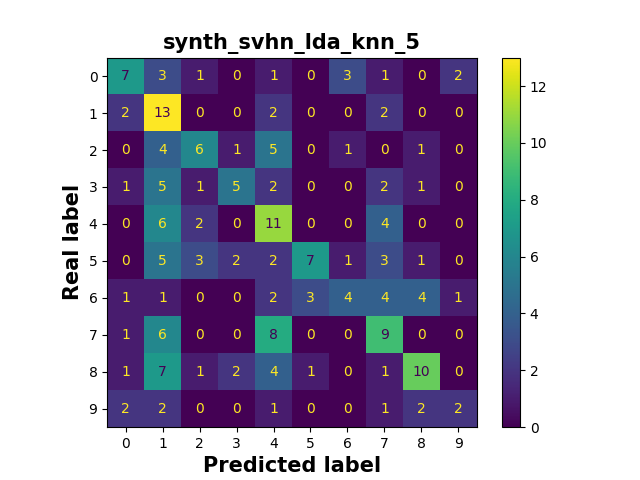 synth_svhn_lda_knn_5
0 7 3 1 0 1 0 3 1 0 2
1 2 13 0 0 2 0 0 2 0 0
2 0 4 6 1 5 0 1 0 1 0
3 1 5 1 5 2 0 0 2 1 0
4 0 6 2 0 11 0 0 4 0 0
5 0 5 3 2 2 7 1 3 1 0
6 1 1 0 0 2 3 4 4 4 1
7 1 6 0 0 8 0 0 9 0 0
8 1 7 1 2 4 1 0 1 10 0
9 2 2 0 0 1 0 0 1 2 2
0 1 2 3 4 5 6 7 8 9
Predicted label
Real label
12
10
8
6
4
2
0